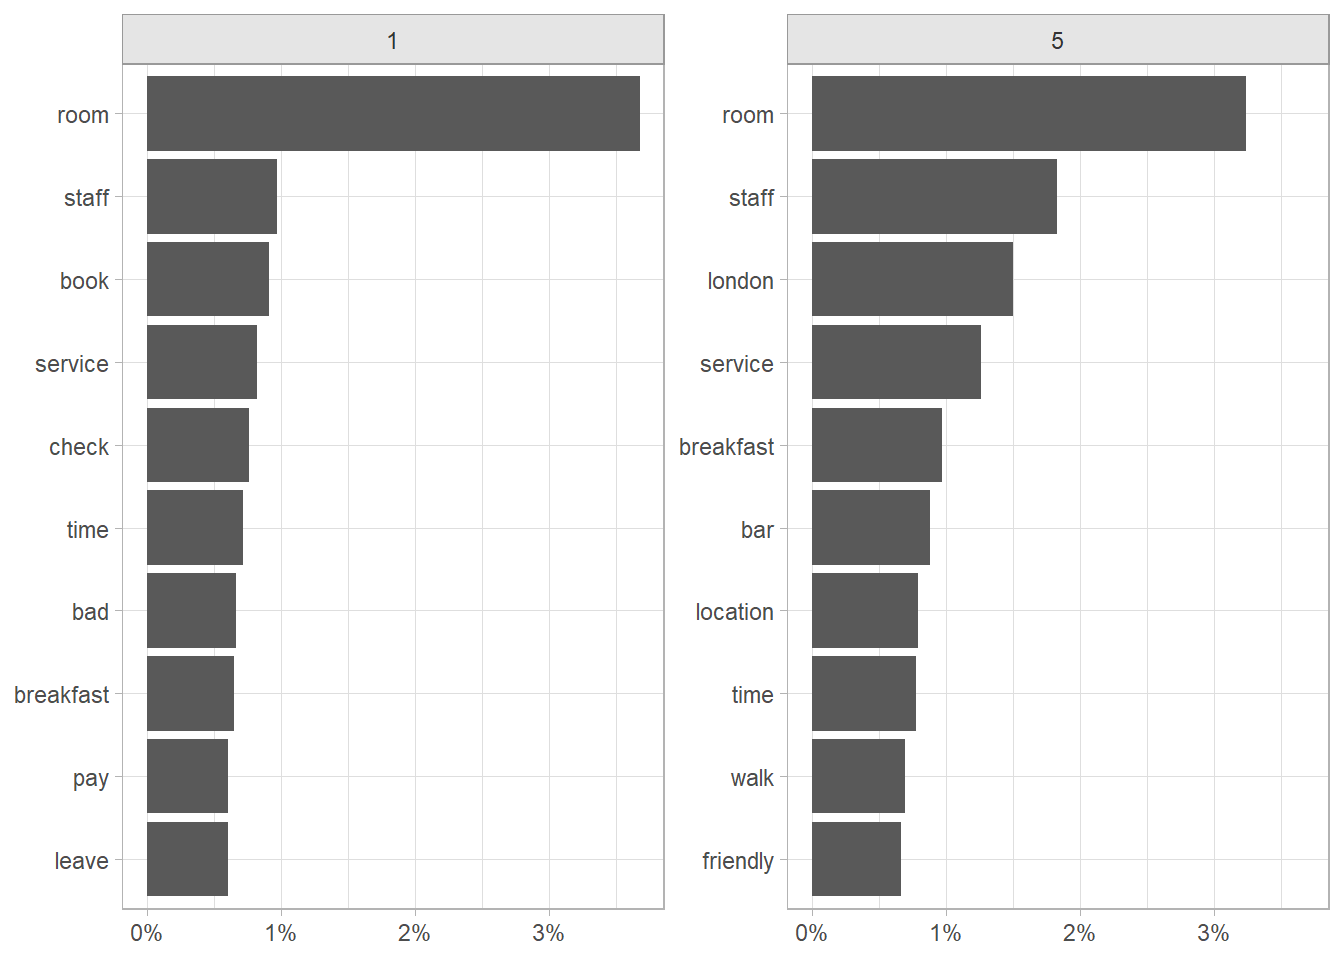 1
room
staff
book
service
check
time
bad
breakfast
pay
leave
0% 1% 2% 3%
5
room
staff
london
service
breakfast
bar
location
time
walk
friendly
0% 1% 2% 3%